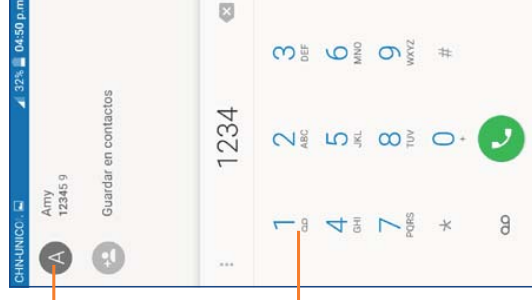 CHN-UNICO. 32% 04:50 p.m
A Amy
12345 9
Guardar en contactos
1234
1 2 ABC 3 DEF
4 GHI 5 JKL 6 MNO
7 PQRS 8 TUV 9 WXYZ
* 0 + #